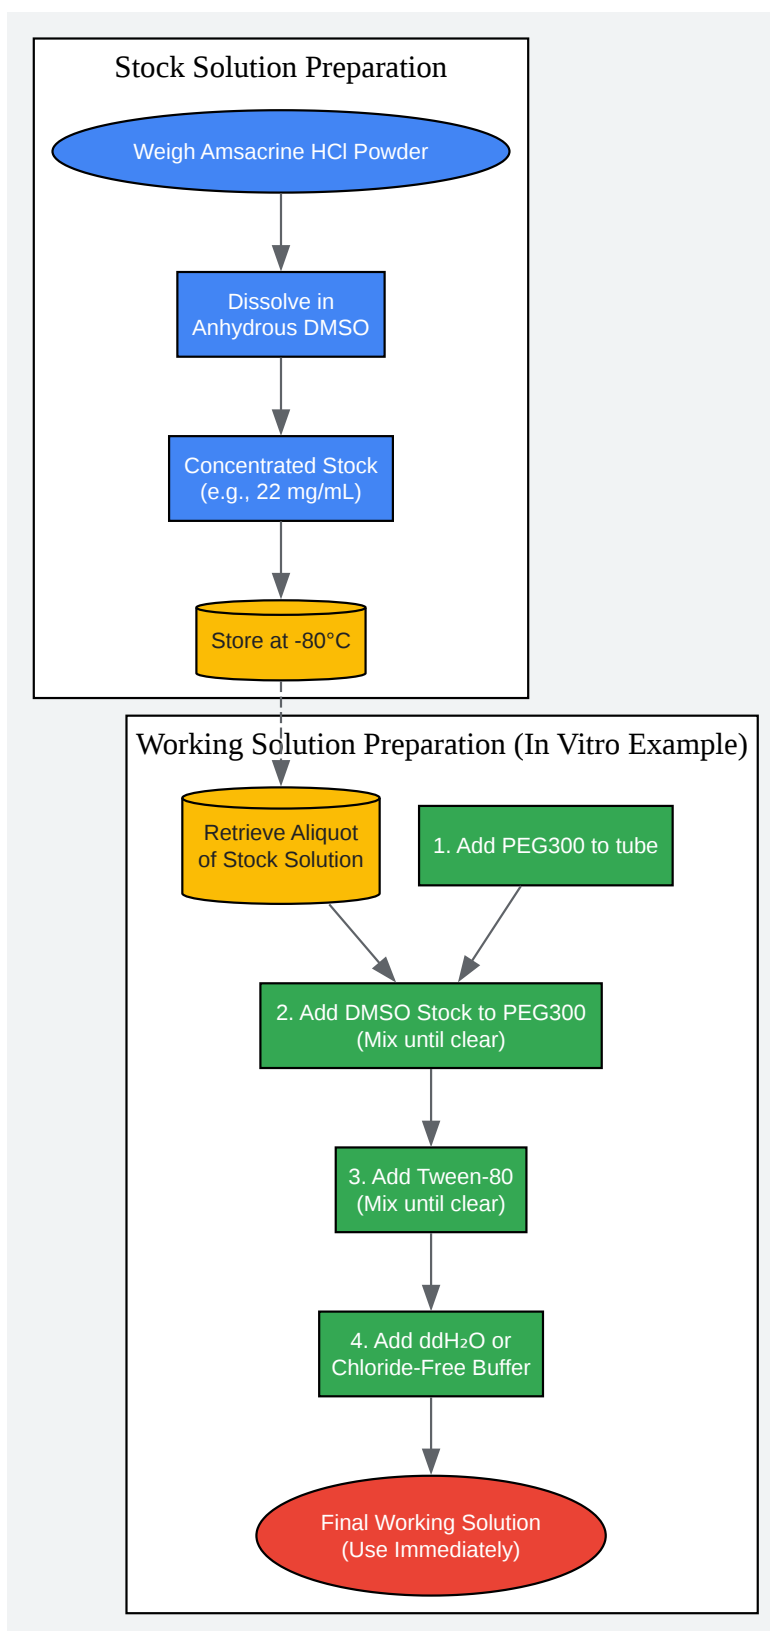 Stock Solution Preparation
Weigh Amsacrine HCl Powder
Dissolve in
Anhydrous DMSO
Concentrated Stock
(e.g., 22 mg/mL)
Store at -80°C
Working Solution Preparation (In Vitro Example)
Retrieve Aliquot
of Stock Solution
1. Add PEG300 to tube
2. Add DMSO Stock to PEG300
(Mix until clear)
3. Add Tween-80
(Mix until clear)
4. Add ddH₂O or
Chloride-Free Buffer
Final Working Solution
(Use Immediately)